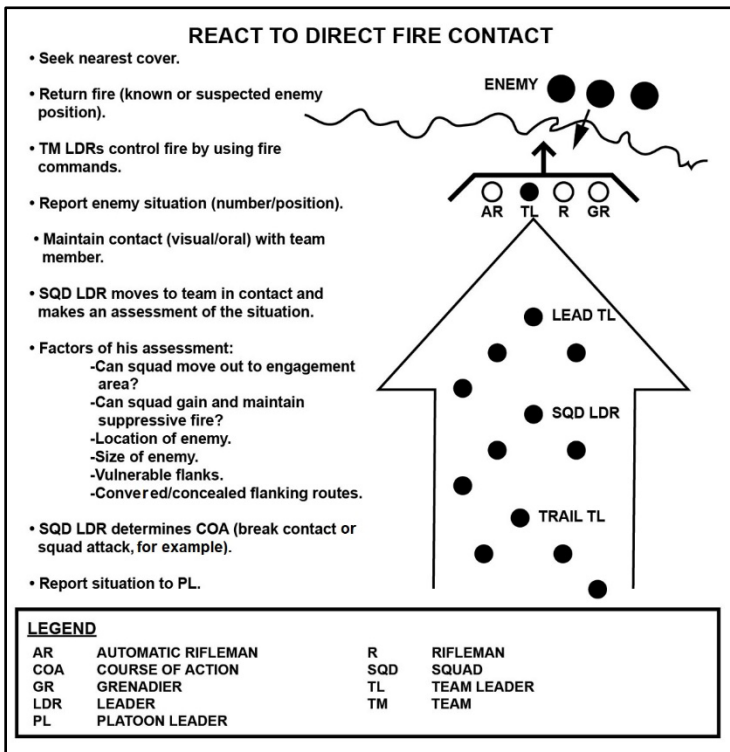 REACT TO DIRECT FIRE CONTACT
• Seek nearest cover.
• Return fire (known or suspected enemy
position).
• TM LDRs control fire by using fire
commands.
• Report enemy situation (number/position).
• Maintain contact (visual/oral) with team
member.
• SQD LDR moves to team in contact and
makes an assessment of the situation.
• Factors of his assessment:
-Can squad move out to engagement
area?
-Can squad gain and maintain
suppressive fire?
-Location of enemy.
-Size of enemy.
-Vulnerable flanks.
-Convered/concealed flanking routes.
• SQD LDR determines COA (break contact or
squad attack, for example).
• Report situation to PL.
ENEMY
AR TL R GR
LEAD TL
SQD LDR
TRAIL TL
LEGEND
AR AUTOMATIC RIFLEMAN
COA COURSE OF ACTION
GR GRENADIER
LDR LEADER
PL PLATOON LEADER
R RIFLEMAN
SQD SQUAD
TL TEAM LEADER
TM TEAM